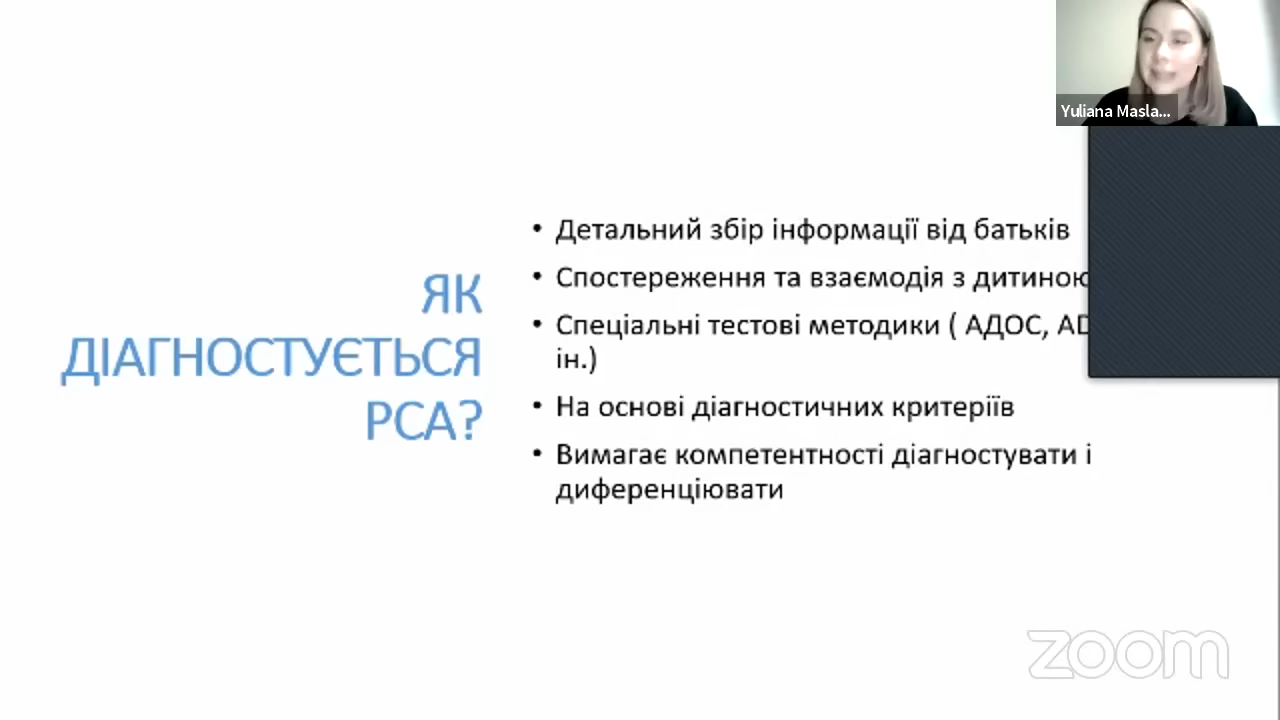 Yuliana Masla...
ЯК
ДІАГНОСТУЄТЬСЯ
РСА?
• Детальний збір інформації від батьків
• Спостереження та взаємодія з дитиною
• Спеціальні тестові методики ( АДОС,
ін.)
• На основі діагностичних критеріїв
• Вимагає компетентності діагностувати і
диференціювати
zoom